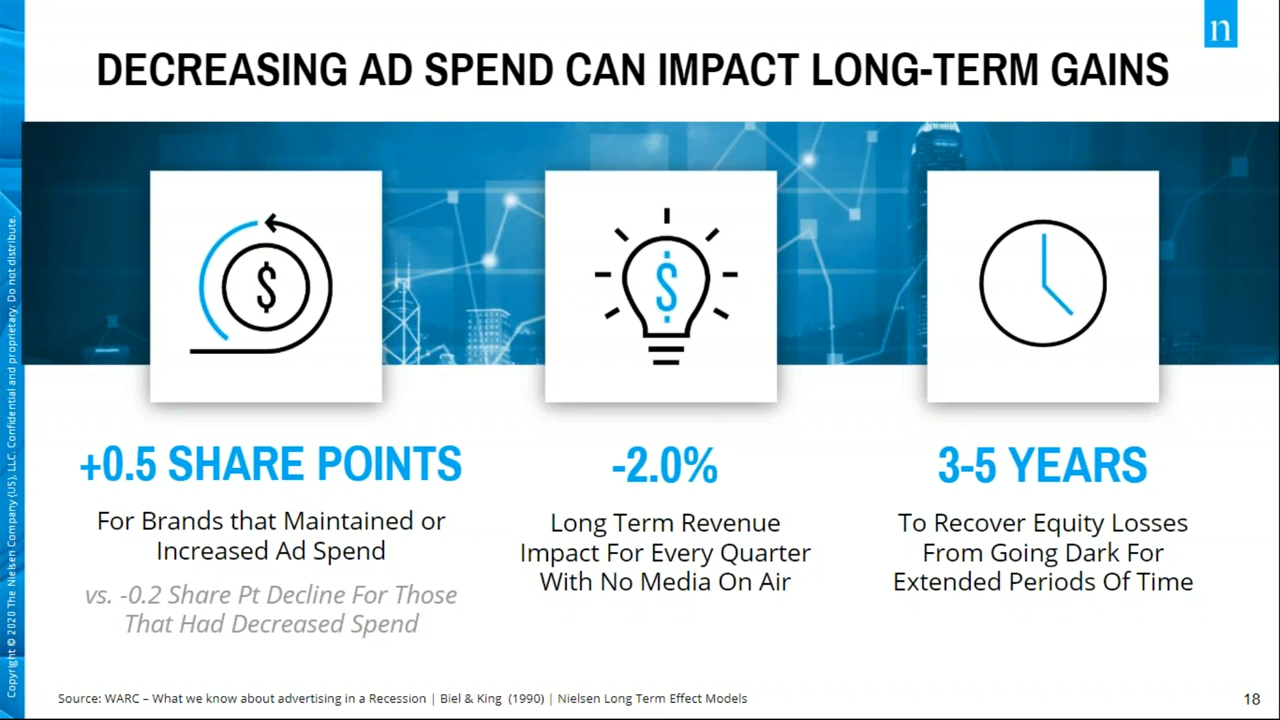 n
DECREASING AD SPEND CAN IMPACT LONG-TERM GAINS
$
$
+0.5 SHARE POINTS
For Brands that Maintained or
Increased Ad Spend
vs. -0.2 Share Pt Decline For Those
That Had Decreased Spend
-2.0%
Long Term Revenue
Impact For Every Quarter
With No Media On Air
3-5 YEARS
To Recover Equity Losses
From Going Dark For
Extended Periods Of Time
Source: WARC – What we know about advertising in a Recession | Biel & King (1990) | Nielsen Long Term Effect Models
18
Copyright © 2020 The Nielsen Company (US), LLC. Confidential and proprietary. Do not distribute.